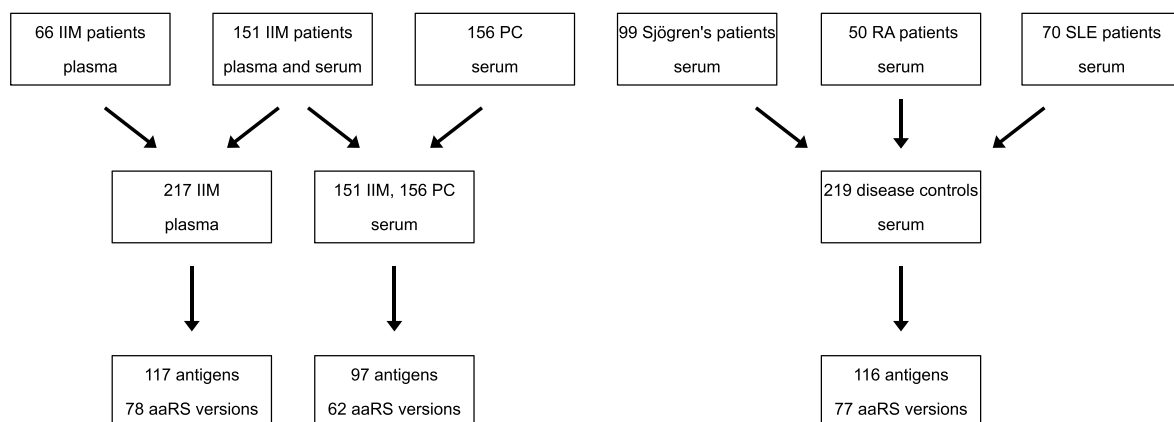 66 IIM patients
plasma
151 IIM patients
plasma and serum
156 PC
serum
99 Sjögren's patients
serum
50 RA patients
serum
70 SLE patients
serum
217 IIM
plasma
151 IIM, 156 PC
serum
219 disease controls
serum
117 antigens
78 aaRS versions
97 antigens
62 aaRS versions
116 antigens
77 aaRS versions